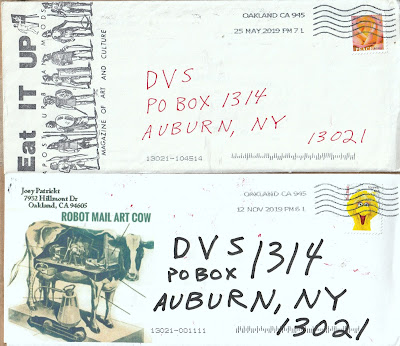 Eat IT UP
MAGAZINE OF ART AND CULTURE
OAKLAND CA 945
25 MAY 2019 PM 7 L
DVS
PO BOX 1314
AUBURN, NY
13021
13021-104514
Joey Patrickt
7952 Hillmont Dr
Oakland, CA 94605
ROBOT MAIL ART COW
OAKLAND CA 945
12 NOV 2019 PM 6 L
DVS
PO BOX 1314
AUBURN, NY
13021
13021-001111